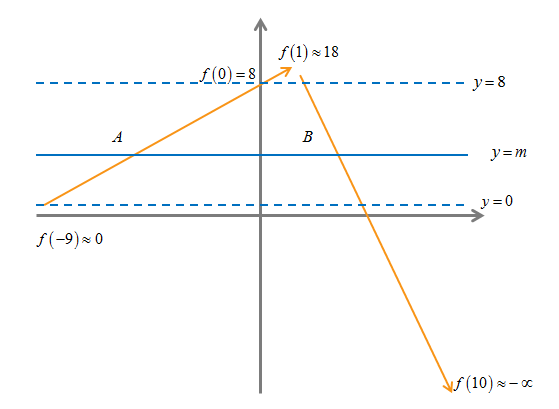 f(1)≈18
f(0)=8
y=8
A
B
y=m
y=0
f(-9)≈0
f(10)≈-∞